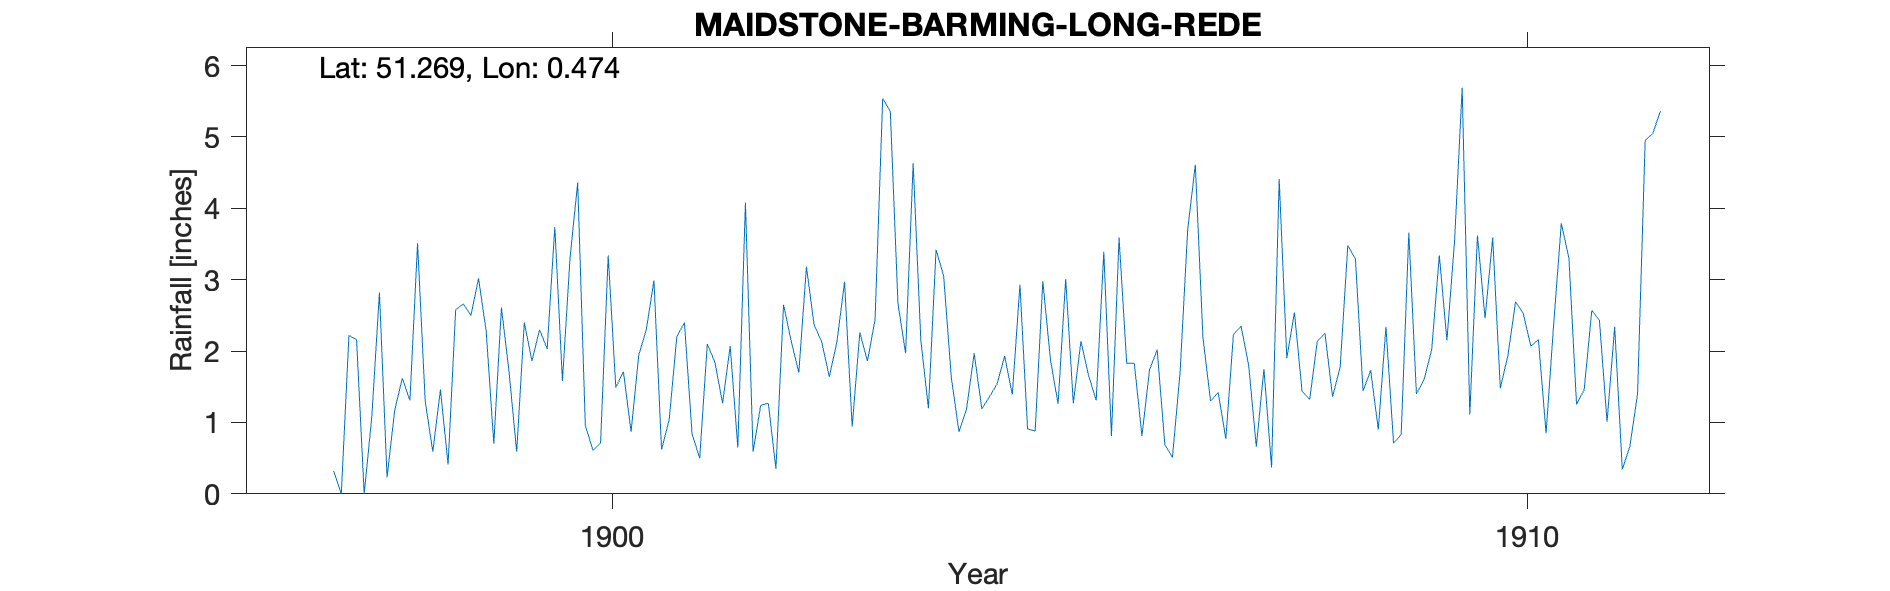 MAIDSTONE-BARMING-LONG-REDE
Lat: 51.269, Lon: 0.474
6
5
4
3
2
1
0
Rainfall [inches]
1900 1910
Year